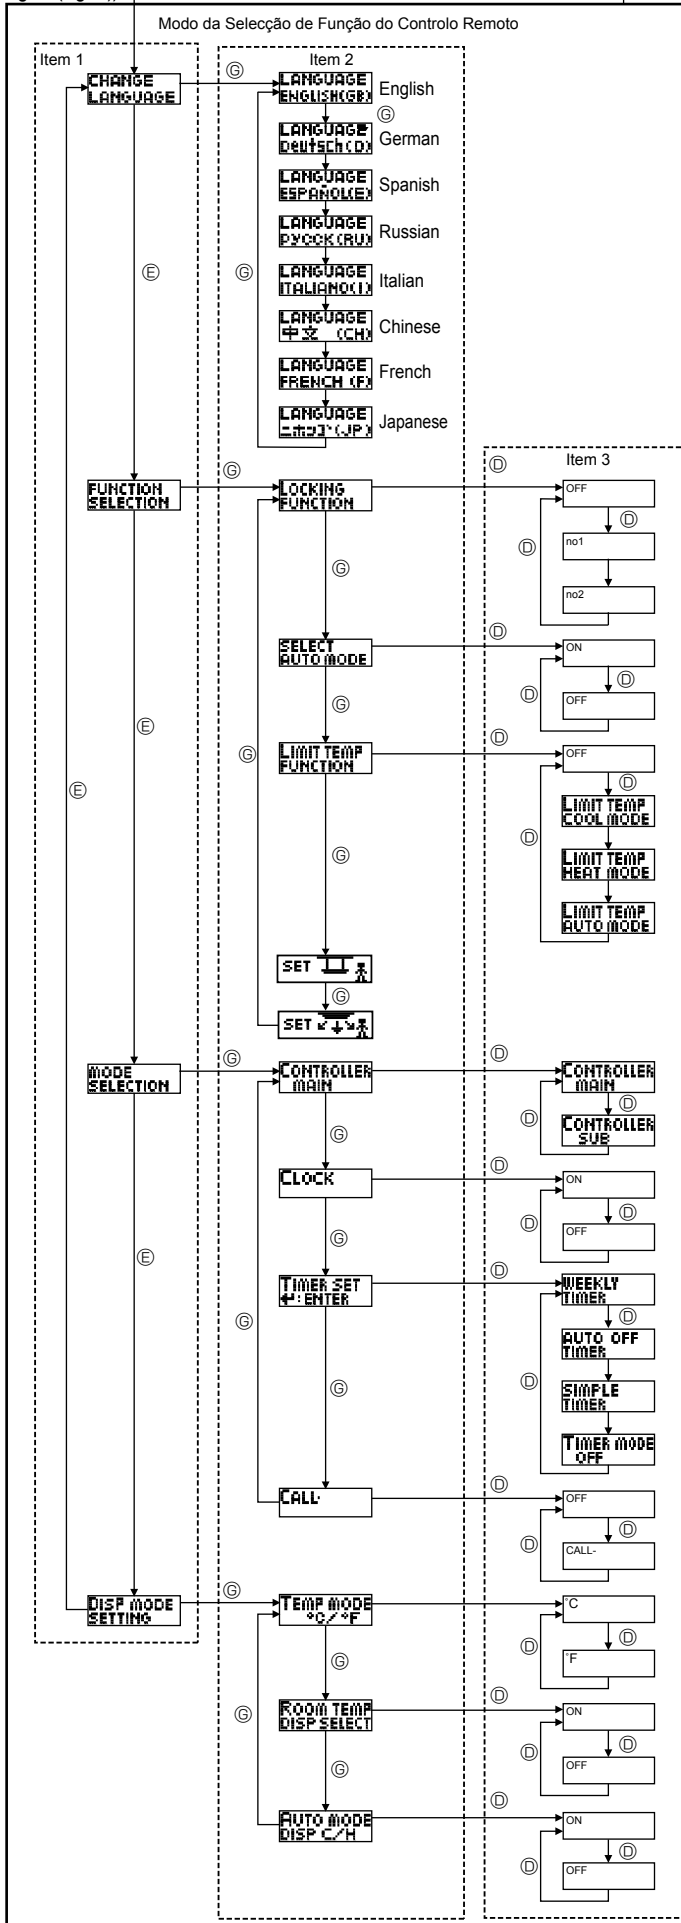 Modo da Selecção de Função do Controlo Remoto
Item 1
Item 2
CHANGE
LANGUAGE
Ⓖ
LANGUAGE
ENGLISH(GB)
English
Ⓖ
LANGUAGE
Deutsch(D)
German
LANGUAGE
ESPAÑOL(E)
Spanish
LANGUAGE
РУССК(RU)
Russian
Ⓔ
Ⓖ
LANGUAGE
ITALIANO(I)
Italian
LANGUAGE
中文 (CH)
Chinese
LANGUAGE
FRENCH (F)
French
LANGUAGE
ニホンゴ(JP)
Japanese
Item 3
FUNCTION
SELECTION
Ⓖ
LOCKING
FUNCTION
Ⓓ
OFF
Ⓓ
Ⓓ
no1
no2
Ⓖ
SELECT
AUTO MODE
Ⓓ
ON
Ⓓ
Ⓓ
OFF
Ⓖ
Ⓔ
Ⓖ
LIMIT TEMP
FUNCTION
Ⓓ
OFF
Ⓓ
Ⓔ
LIMIT TEMP
COOL MODE
Ⓓ
LIMIT TEMP
HEAT MODE
Ⓖ
LIMIT TEMP
AUTO MODE
SET
Ⓖ
SET
MODE
SELECTION
Ⓖ
CONTROLLER
MAIN
Ⓓ
CONTROLLER
MAIN
Ⓓ
Ⓓ
CONTROLLER
SUB
Ⓖ
CLOCK
Ⓓ
ON
Ⓓ
Ⓓ
OFF
Ⓖ
Ⓔ
TIMER SET
↵:ENTER
Ⓓ
WEEKLY
TIMER
Ⓓ
Ⓖ
AUTO OFF
TIMER
Ⓓ
SIMPLE
TIMER
Ⓖ
TIMER MODE
OFF
CALL-
Ⓓ
OFF
Ⓓ
Ⓓ
CALL-
DISP MODE
SETTING
Ⓖ
TEMP MODE
°C/°F
Ⓓ
°C
Ⓓ
Ⓓ
°F
Ⓖ
Ⓖ
ROOM TEMP
DISP SELECT
Ⓓ
ON
Ⓓ
Ⓓ
OFF
Ⓖ
AUTO MODE
DISP C/H
Ⓓ
ON
Ⓓ
Ⓓ
OFF